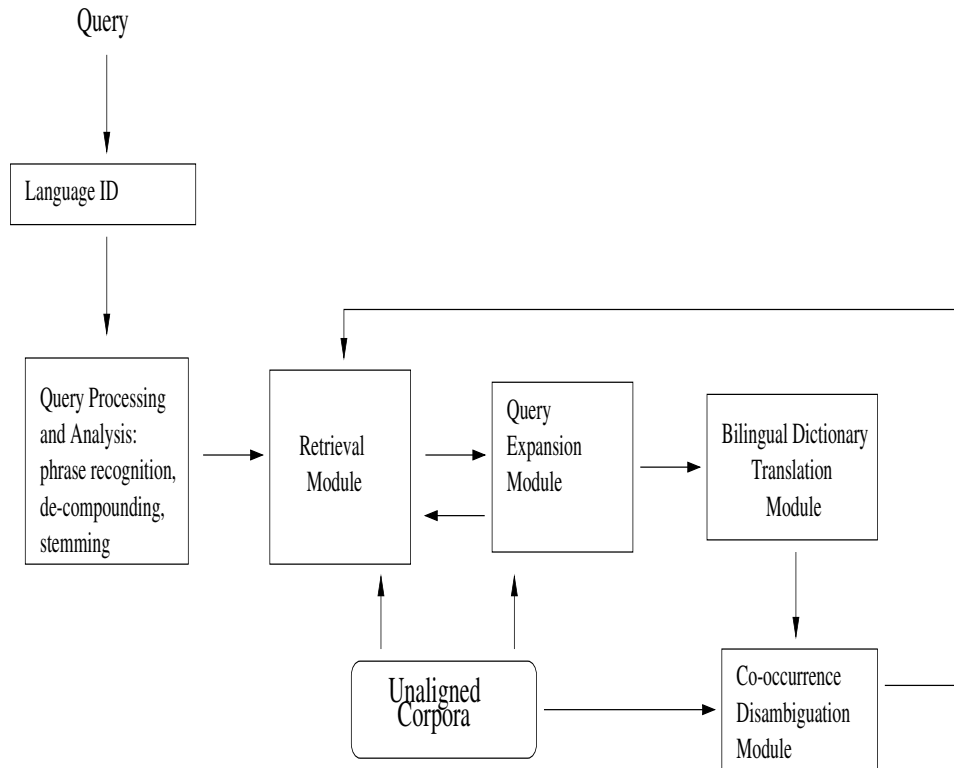 Query
Language ID
Query Processing
and Analysis:
phrase recognition,
de-compounding,
stemming
Retrieval
Module
Query
Expansion
Module
Bilingual Dictionary
Translation
Module
Unaligned
Corpora
Co-occurrence
Disambiguation
Module